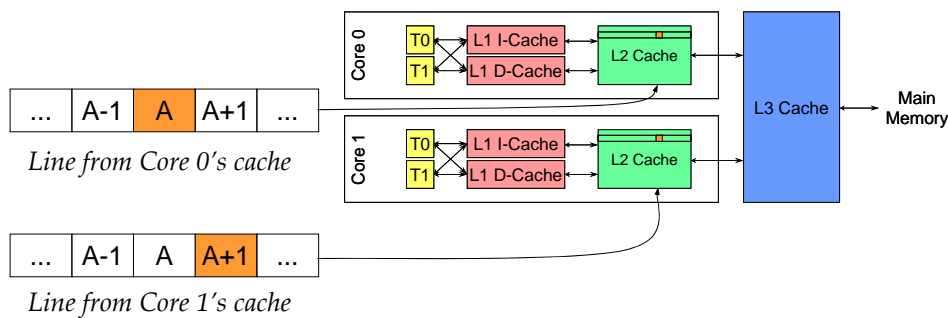 Core 0
T0
T1
L1 I-Cache
L1 D-Cache
L2 Cache
L3 Cache
Main
Memory
... A-1 A A+1 ...
Line from Core 0's cache
Core 1
T0
T1
L1 I-Cache
L1 D-Cache
L2 Cache
... A-1 A A+1 ...
Line from Core 1's cache